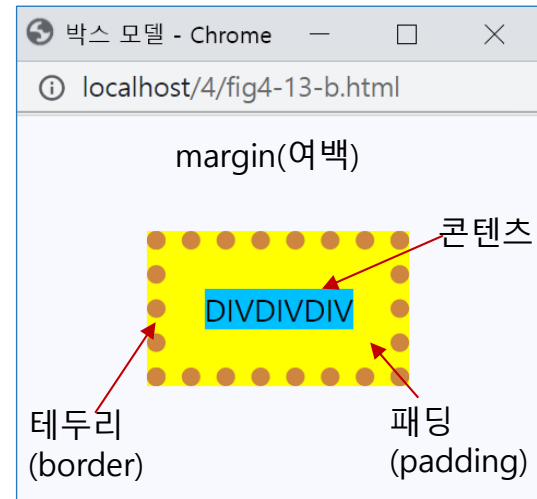 박스 모델 - Chrome
localhost/4/fig4-13-b.html
margin(여백)
콘텐츠
DIVDIVDIV
테두리
(border)
패딩
(padding)